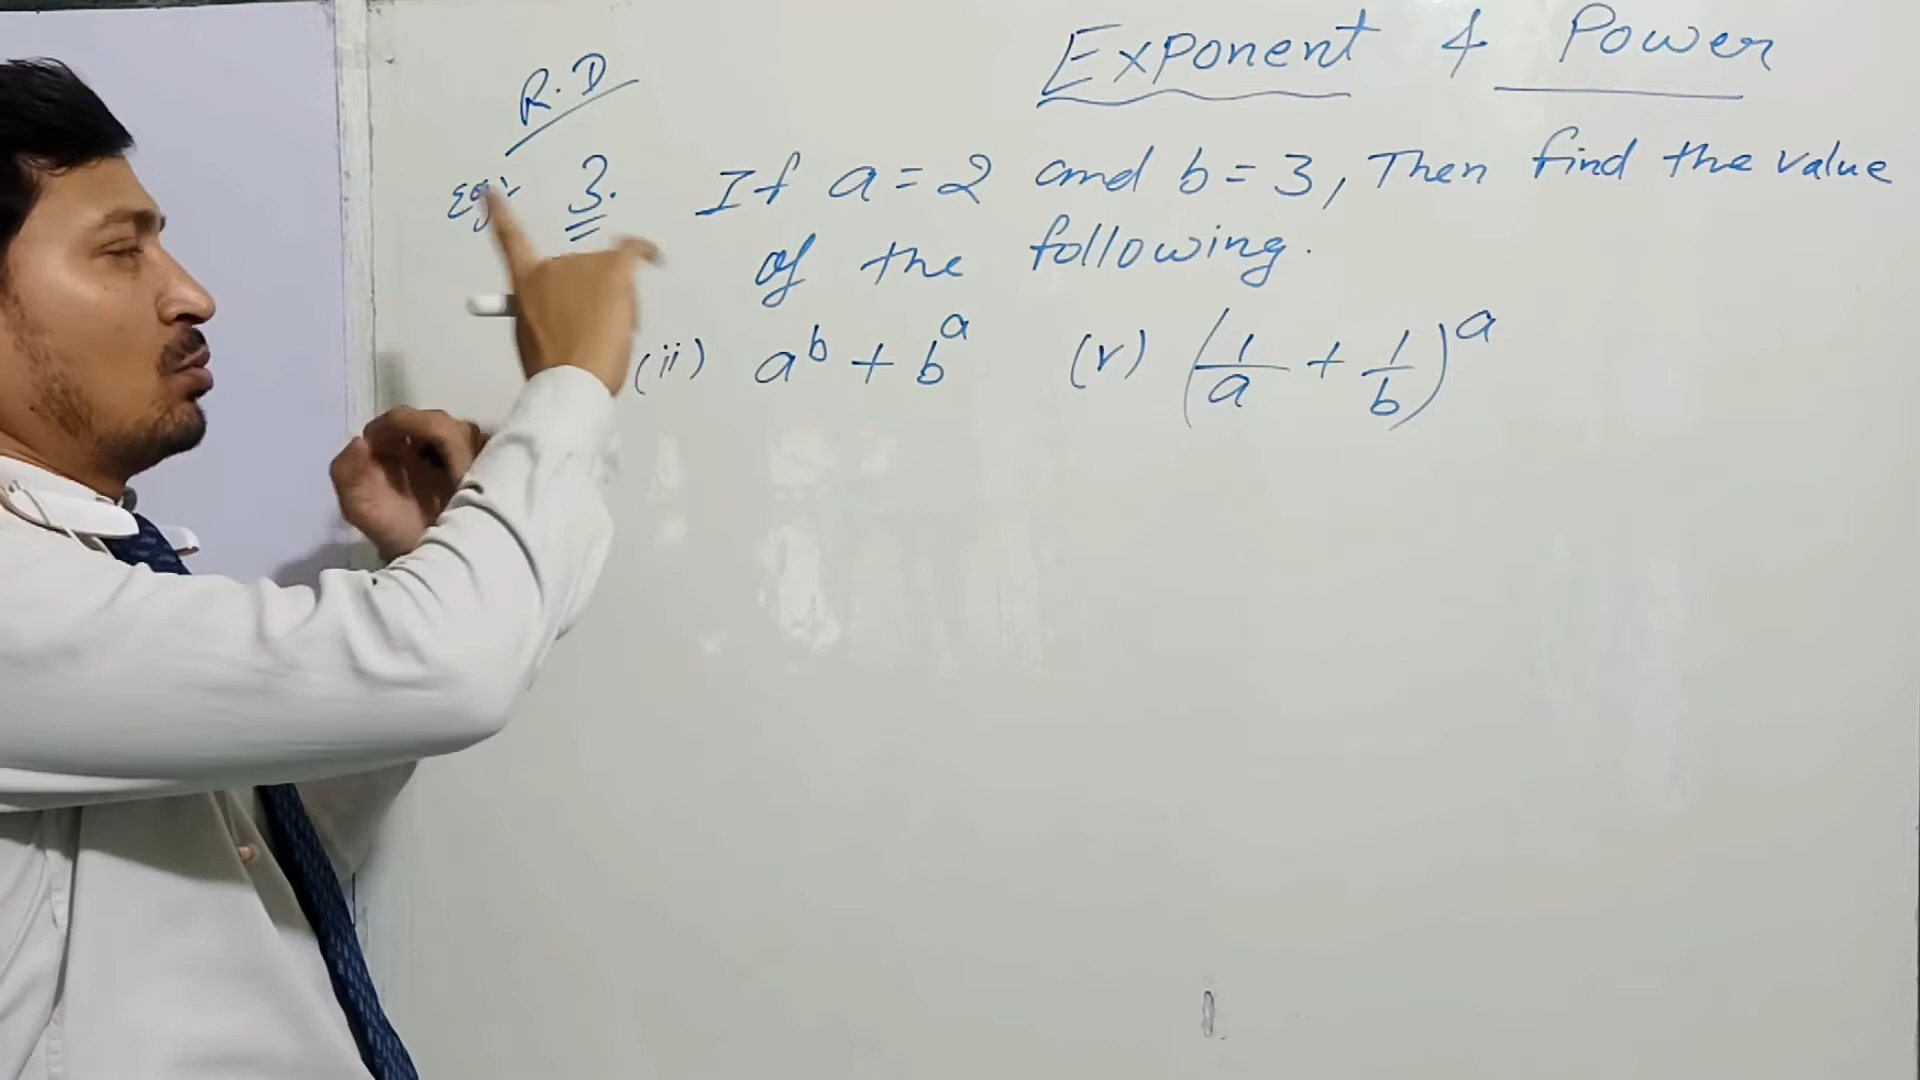 Exponent & Power
R.D
Eg:- 3. If a = 2 and b = 3, Then find the value
of the following.
(ii) a^b + b^a (v) (1/a + 1/b)^a